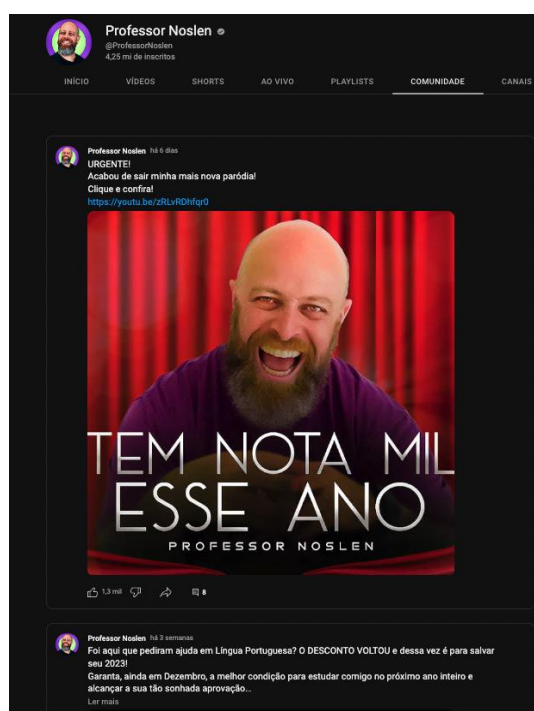 Professor Noslen
@ProfessorNoslen
4,25 mi de inscritos
INÍCIO VÍDEOS SHORTS AO VIVO PLAYLISTS COMUNIDADE CANAIS
Professor Noslen há 6 dias
URGENTE!
Acabou de sair minha mais nova paródia!
Clique e confira!
https://youtu.be/zRLvRDhfqr0
TEM NOTA MIL
ESSE ANO
PROFESSOR NOSLEN
1,3 mil 8
Professor Noslen há 3 semanas
Foi aqui que pediram ajuda em Língua Portuguesa? O DESCONTO VOLTOU e dessa vez é para salvar
seu 2023!
Garanta, ainda em Dezembro, a melhor condição para estudar comigo no próximo ano inteiro e
alcançar a sua tão sonhada aprovação...
Ler mais